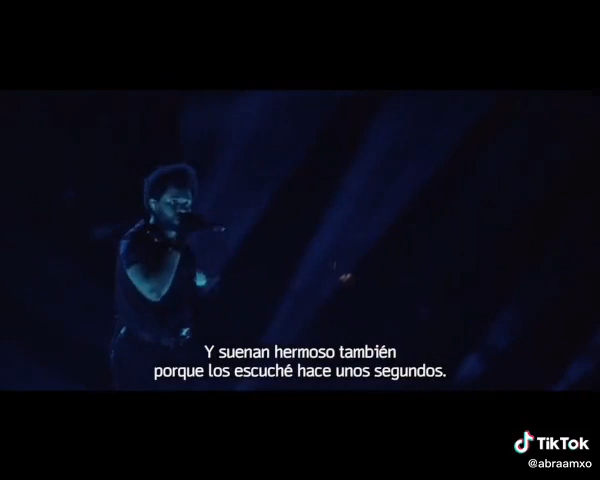 Y suenan hermoso también
porque los escuché hace unos segundos.
TikTok
@abraamxo